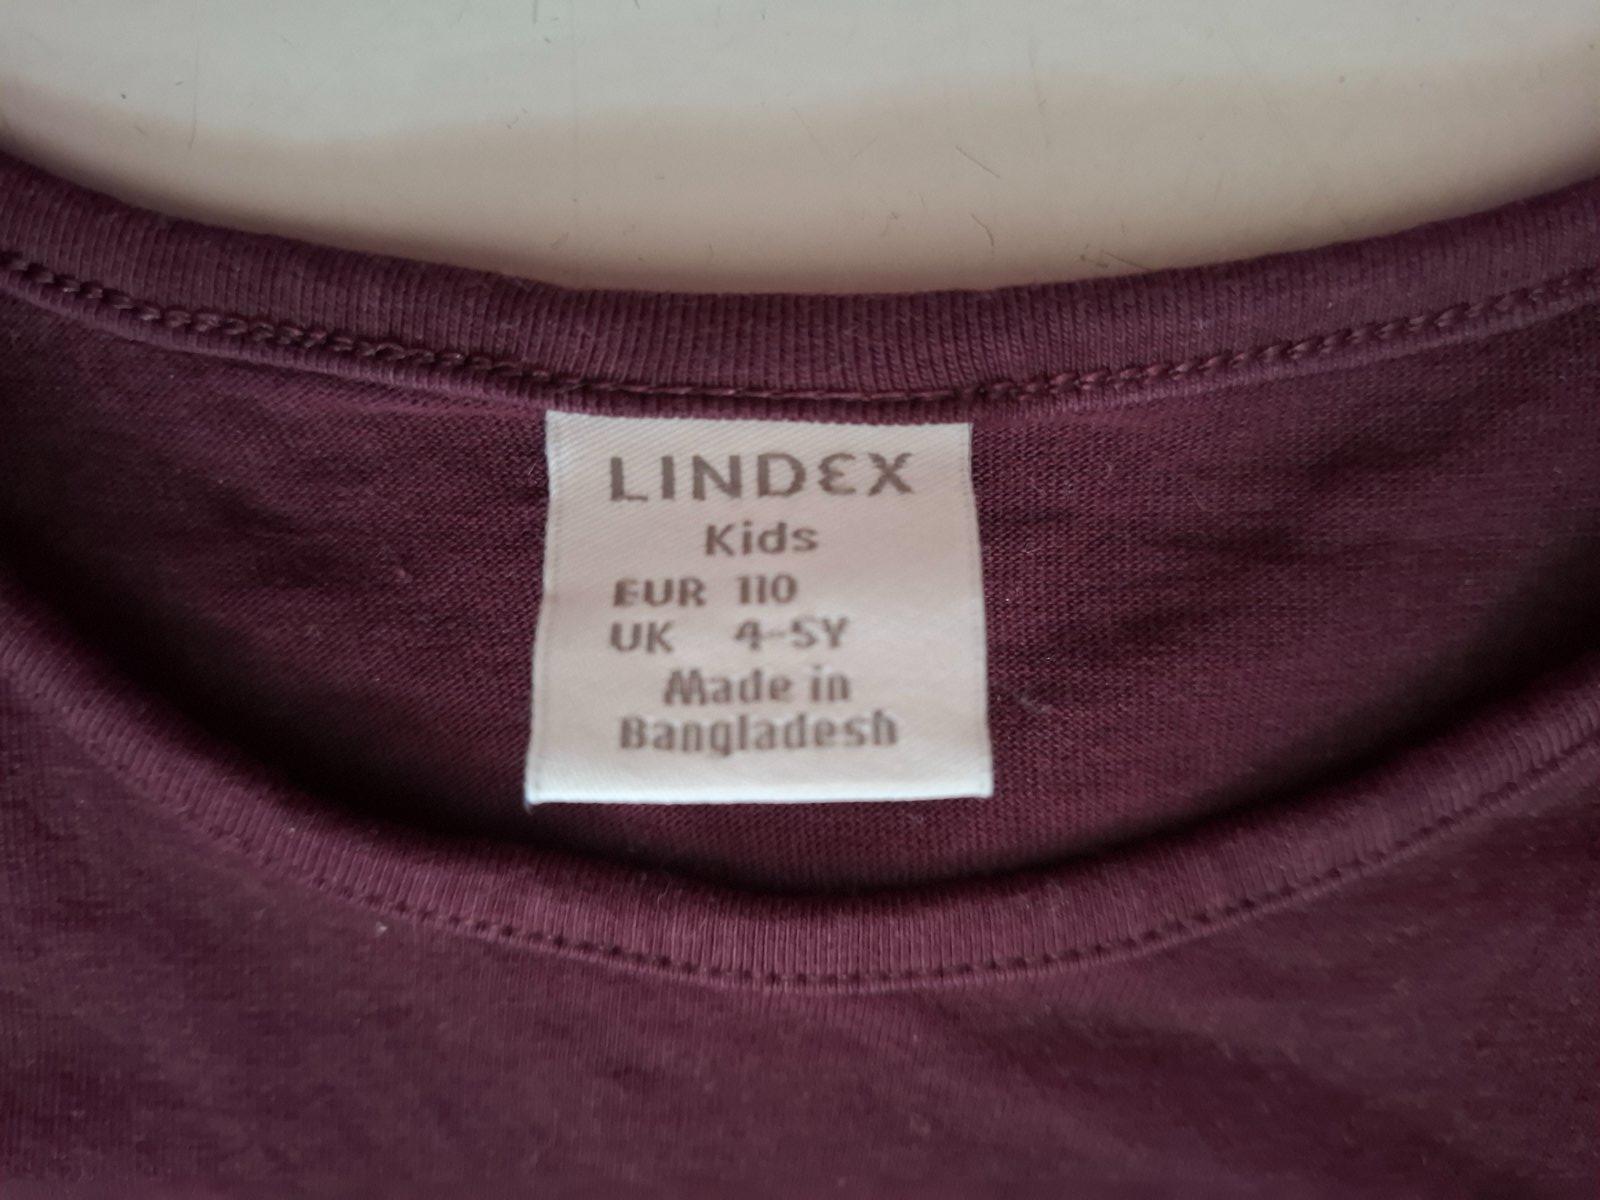 LINDEX
Kids
EUR 110
UK 4-5Y
Made in
Bangladesh